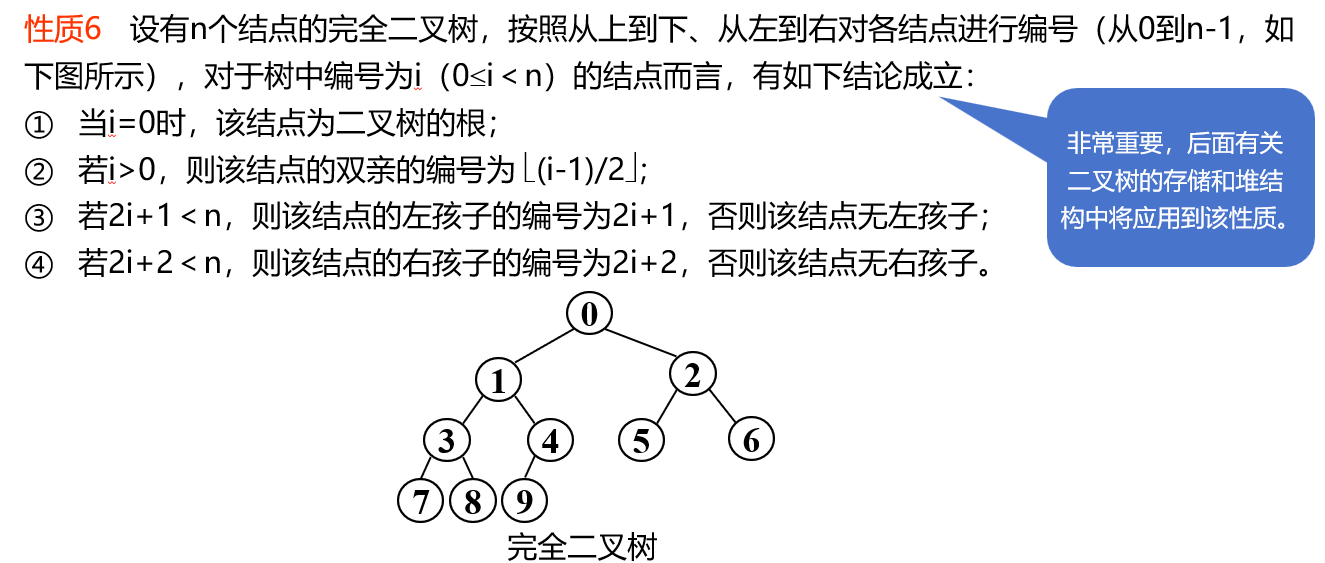 性质6 设有n个结点的完全二叉树，按照从上到下、从左到右对各结点进行编号（从0到n-1，如
下图所示），对于树中编号为i（0≤i＜n）的结点而言，有如下结论成立：
① 当i=0时，该结点为二叉树的根；
② 若i>0，则该结点的双亲的编号为⌊(i-1)/2⌋；
③ 若2i+1＜n，则该结点的左孩子的编号为2i+1，否则该结点无左孩子；
④ 若2i+2＜n，则该结点的右孩子的编号为2i+2，否则该结点无右孩子。
非常重要，后面有关
二叉树的存储和堆结
构中将应用到该性质。
0
1 2
3 4 5 6
7 8 9
完全二叉树